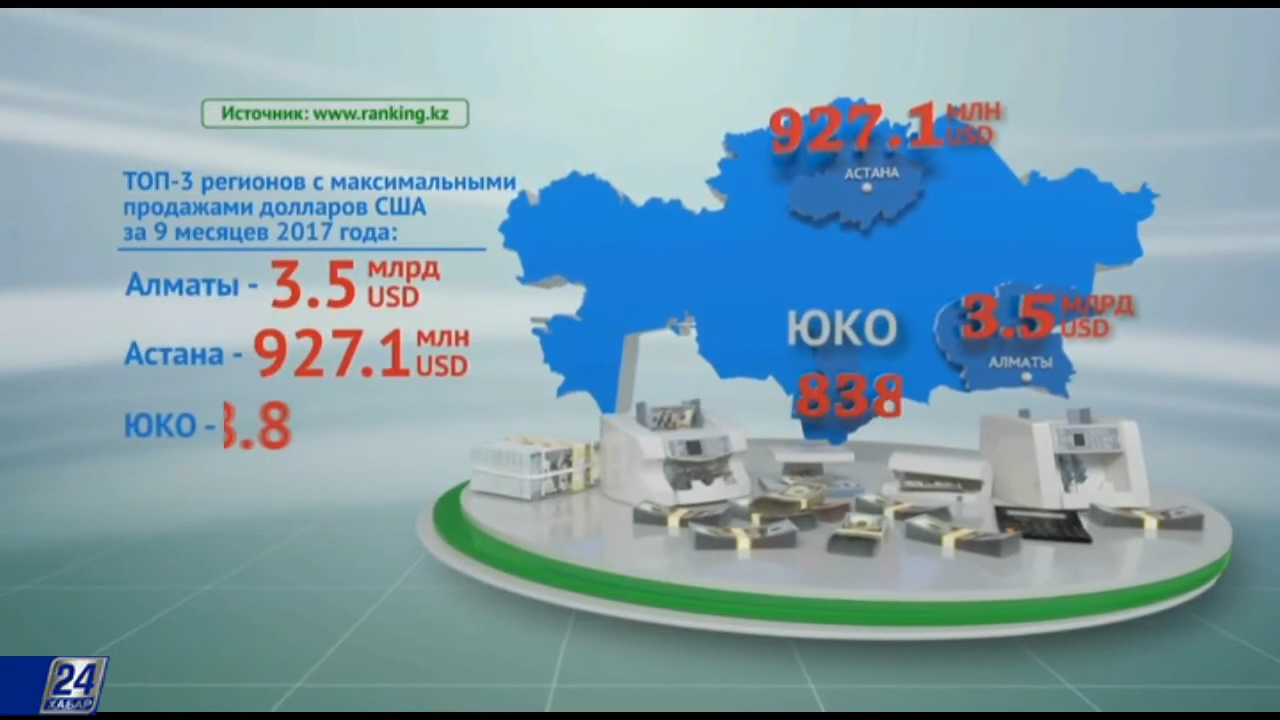 Источник: www.ranking.kz
ТОП-3 регионов с максимальными
продажами долларов США
за 9 месяцев 2017 года:
Алматы - 3.5 млрд USD
Астана - 927.1 млн USD
ЮКО - 3.8
927.1 МЛН USD
АСТАНА
ЮКО
838
3.5 МЛРД USD
АЛМАТЫ
24
ХАБАР